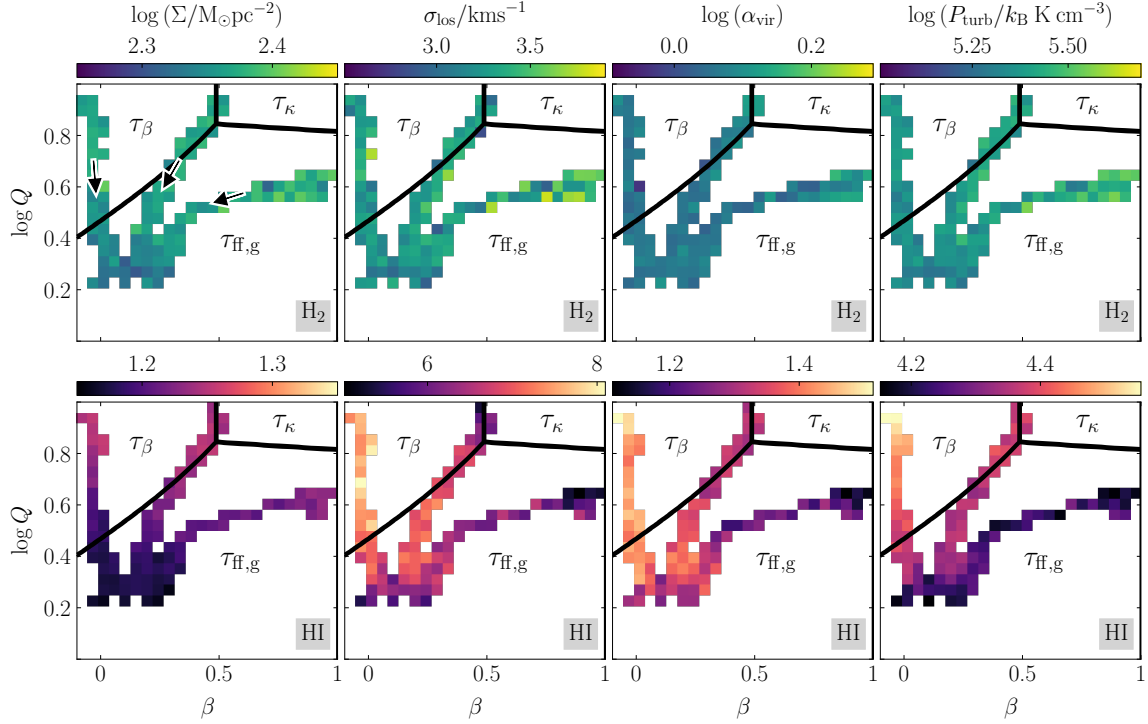 log (Σ/M⊙pc⁻²) σlos/kms⁻¹ log (αvir) log (Pturb/kB K cm⁻³)
2.3 2.4 3.0 3.5 0.0 0.2 5.25 5.50
0.8
0.6
0.4
0.2
log Q
τβ τκ τff,g H₂
τβ τκ τff,g H₂
τβ τκ τff,g H₂
τβ τκ τff,g H₂
1.2 1.3 6 8 1.2 1.4 4.2 4.4
0.8
0.6
0.4
0.2
log Q
τβ τκ τff,g HI
τβ τκ τff,g HI
τβ τκ τff,g HI
τβ τκ τff,g HI
0 0.5 1 0 0.5 1 0 0.5 1 0 0.5 1
β β β β